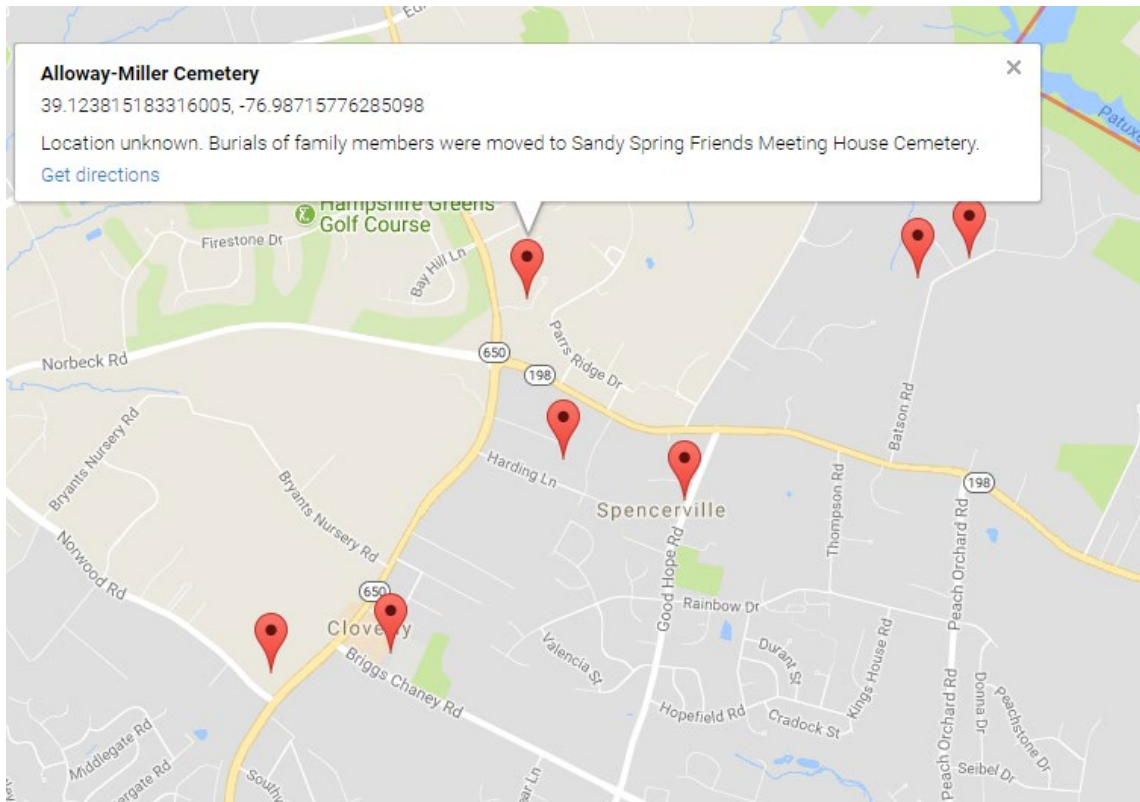 Alloway-Miller Cemetery
39.123815183316005, -76.98715776285098
Location unknown. Burials of family members were moved to Sandy Spring Friends Meeting House Cemetery.
Get directions
Hampshire Greens
Golf Course
Firestone Dr
Bay Hill Ln
Norbeck Rd
650
198
Parrs Ridge Dr
Batson Rd
Bryants Nursery Rd
Harding Ln
Bryants Nursery Rd
Spencerville
198
Thompson Rd
Peach Orchard Rd
Norwood Rd
Good Hope Rd
650
Rainbow Dr
Briggs Chaney Rd
Valencia St
Durant St
Kings House Rd
Hopefield Rd
Cradock St
Peach Orchard Rd
Donna Dr
Peachstone Dr
Middlegate Rd
Seibel Dr